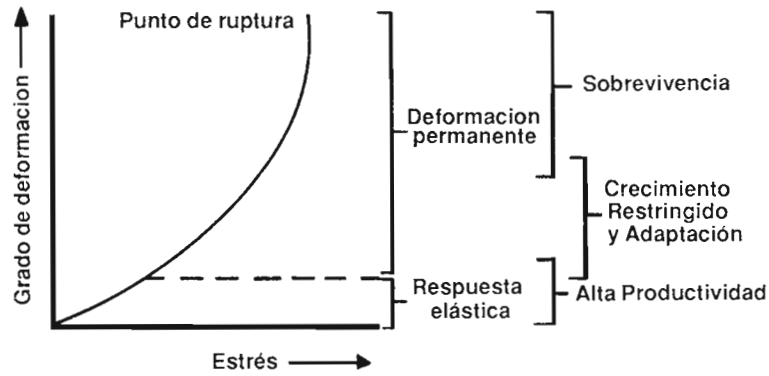 Punto de ruptura
Grado de deformacion
Deformacion
permanente
Respuesta
elástica
Sobrevivencia
Crecimiento
Restringido
y Adaptación
Alta Productividad
Estrés